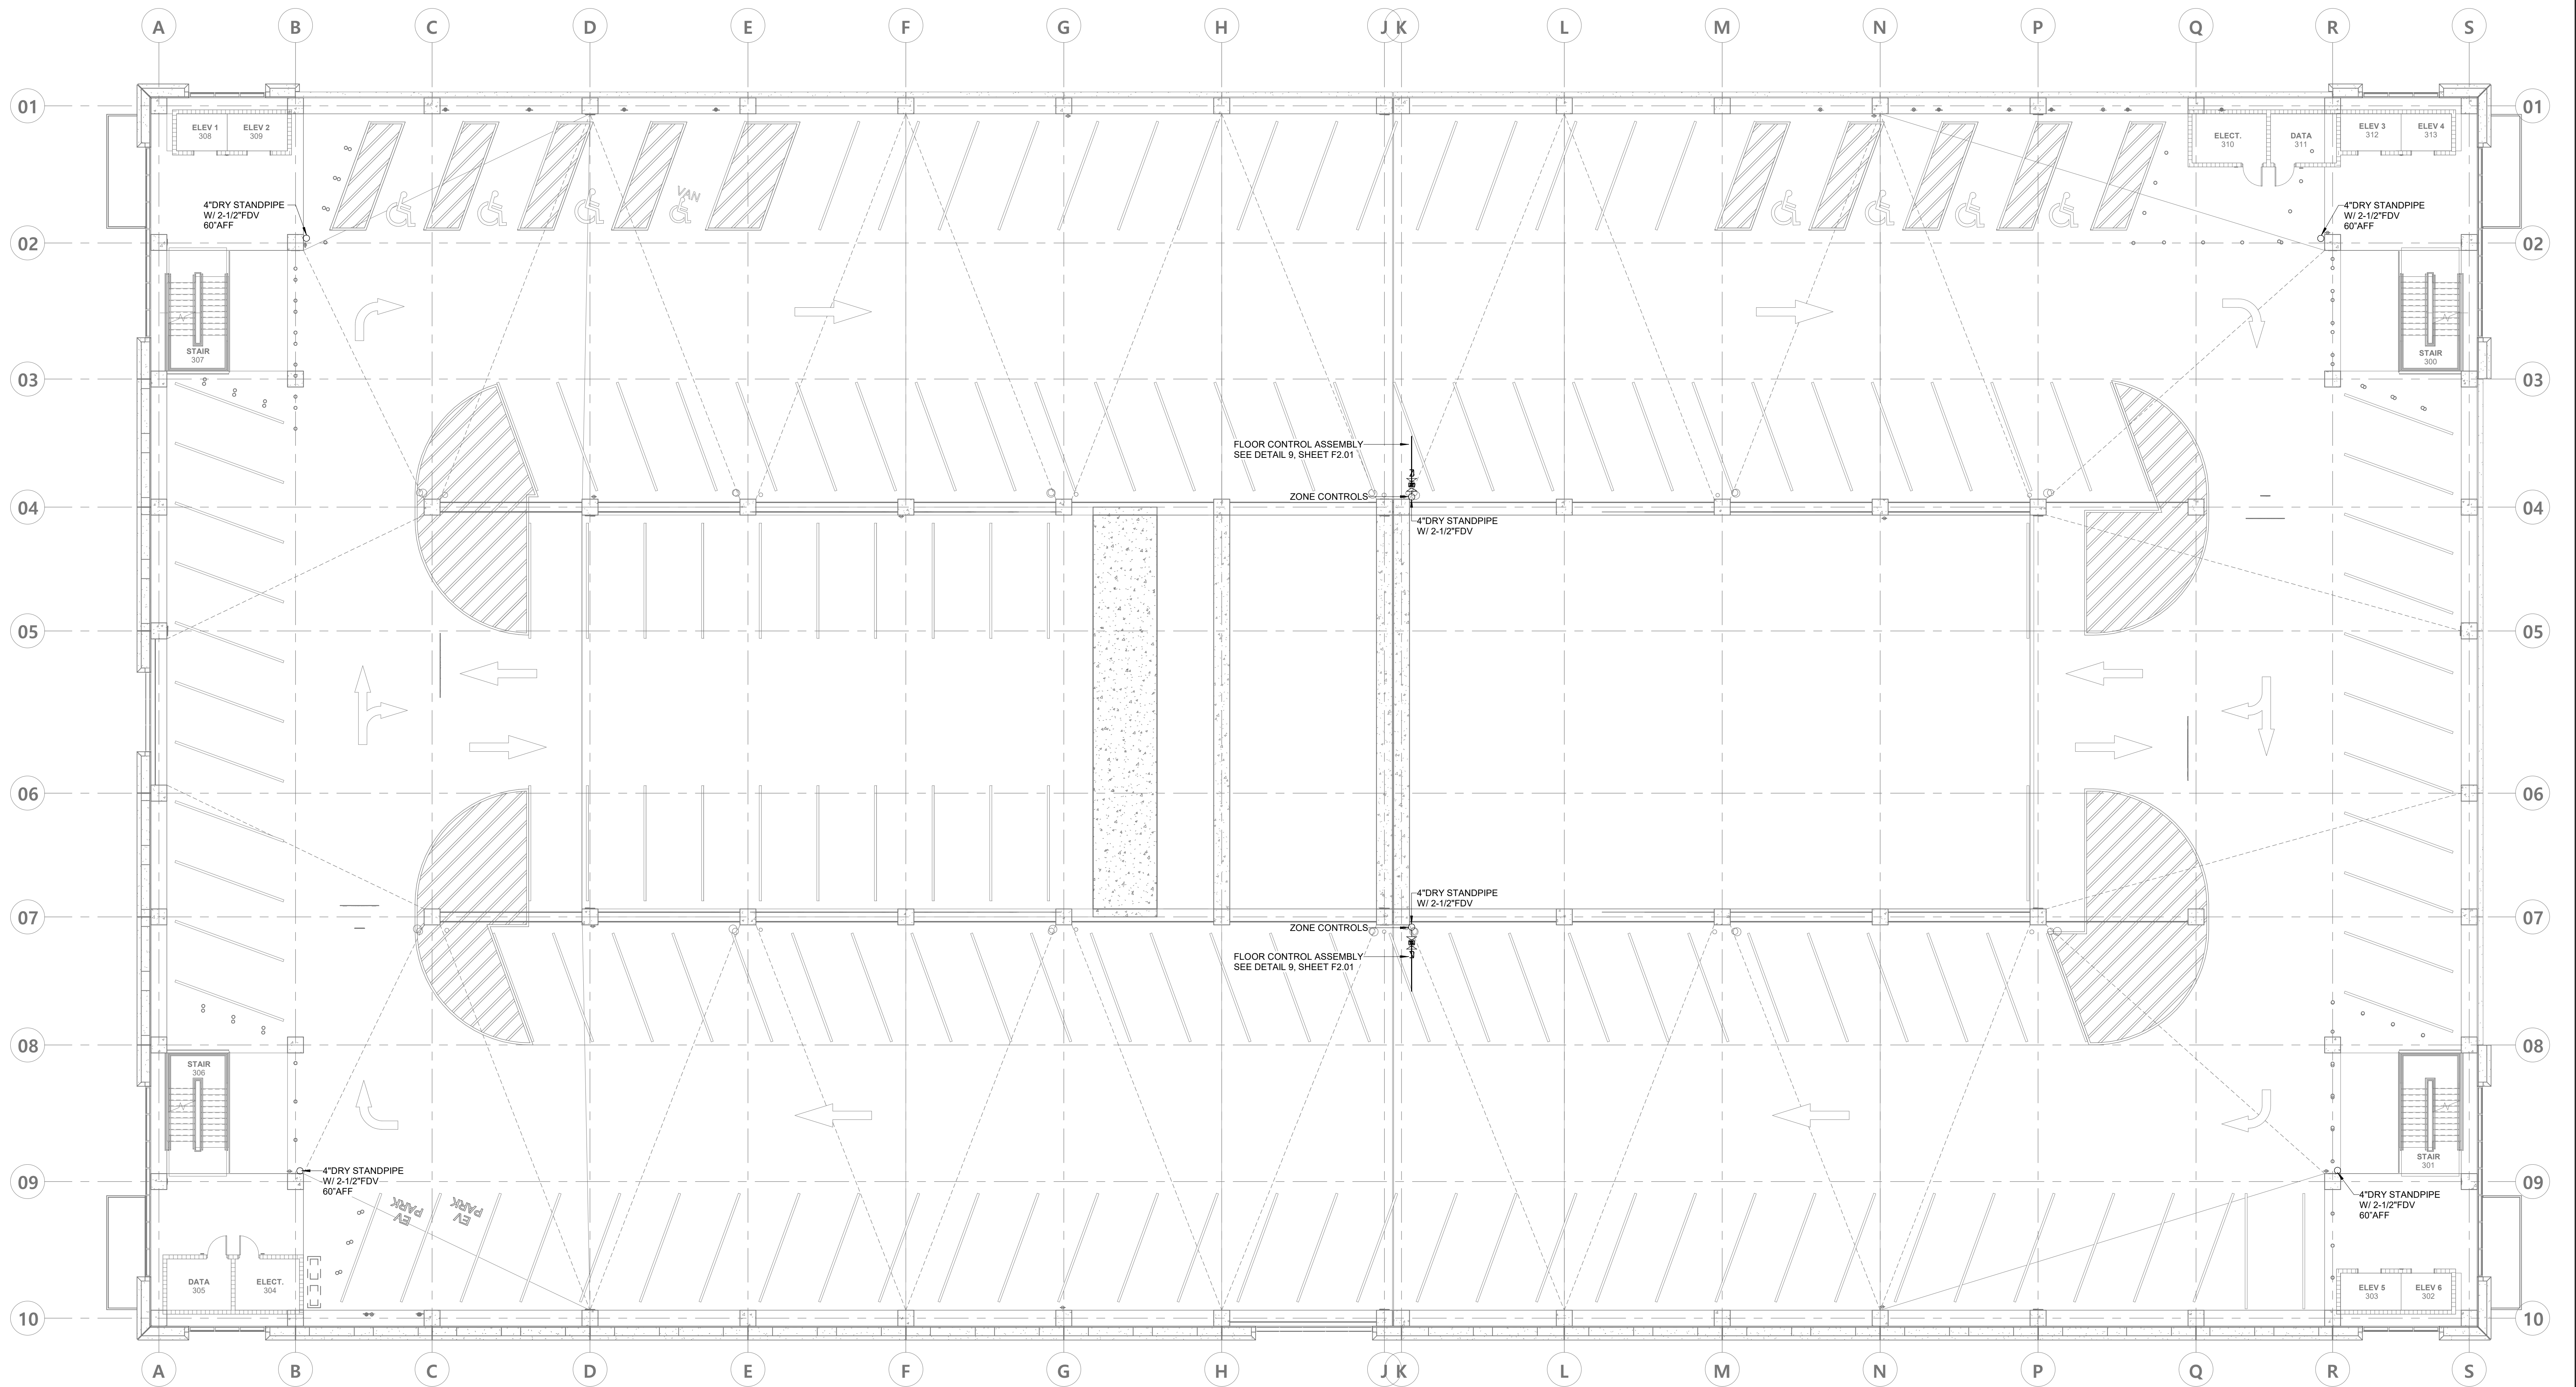 A B C D E F G H J K L M N P Q R S
01 01
ELEV 1
308
ELEV 2
309
ELECT.
310
DATA
311
ELEV 3
312
ELEV 4
313
VAN
4"DRY STANDPIPE
W/ 2-1/2"FDV
60"AFF
4"DRY STANDPIPE
W/ 2-1/2"FDV
60"AFF
02 02
STAIR
307
STAIR
300
03 03
FLOOR CONTROL ASSEMBLY
SEE DETAIL 9, SHEET F2.01
ZONE CONTROLS
04 04
4"DRY STANDPIPE
W/ 2-1/2"FDV
05 05
06 06
4"DRY STANDPIPE
W/ 2-1/2"FDV
07 07
ZONE CONTROLS
FLOOR CONTROL ASSEMBLY
SEE DETAIL 9, SHEET F2.01
08 08
STAIR
306
STAIR
301
4"DRY STANDPIPE
W/ 2-1/2"FDV
60"AFF
09 09
4"DRY STANDPIPE
W/ 2-1/2"FDV
60"AFF
EV
PARK
EV
PARK
DATA
305
ELECT.
304
ELEV 5
303
ELEV 6
302
10 10
A B C D E F G H J K L M N P Q R S